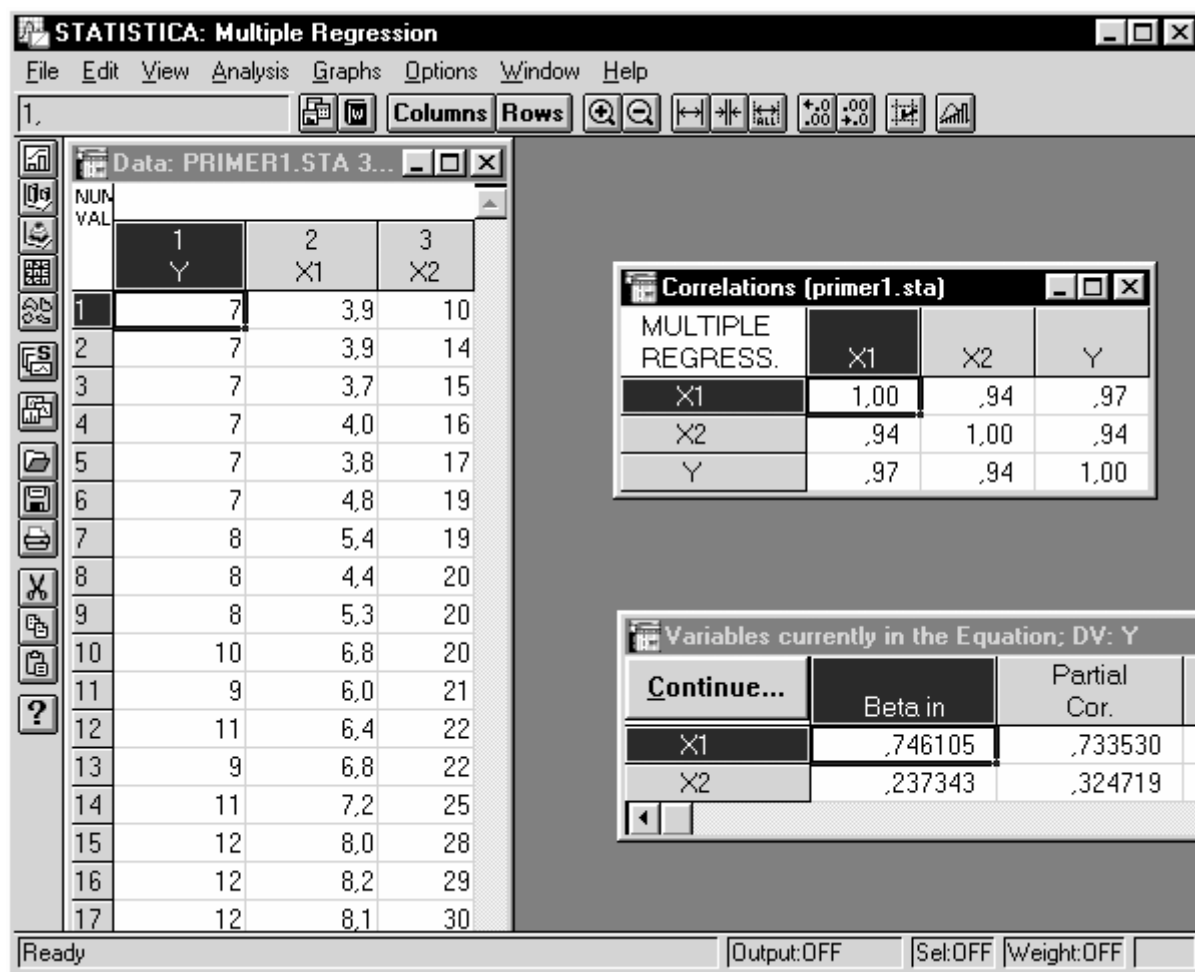 STATISTICA: Multiple Regression
File Edit View Analysis Graphs Options Window Help
1, Columns Rows
Data: PRIMER1.STA 3...
NUM
VAL
1 2 3
Y X1 X2
1 7 3,9 10
2 7 3,9 14
3 7 3,7 15
4 7 4,0 16
5 7 3,8 17
6 7 4,8 19
7 8 5,4 19
8 8 4,4 20
9 8 5,3 20
10 10 6,8 20
11 9 6,0 21
12 11 6,4 22
13 9 6,8 22
14 11 7,2 25
15 12 8,0 28
16 12 8,2 29
17 12 8,1 30
Correlations (primer1.sta)
MULTIPLE
REGRESS. X1 X2 Y
X1 1,00 ,94 ,97
X2 ,94 1,00 ,94
Y ,97 ,94 1,00
Variables currently in the Equation; DV: Y
Continue... Beta in Partial Cor.
X1 ,746105 ,733530
X2 ,237343 ,324719
Ready Output:OFF Sel:OFF Weight:OFF